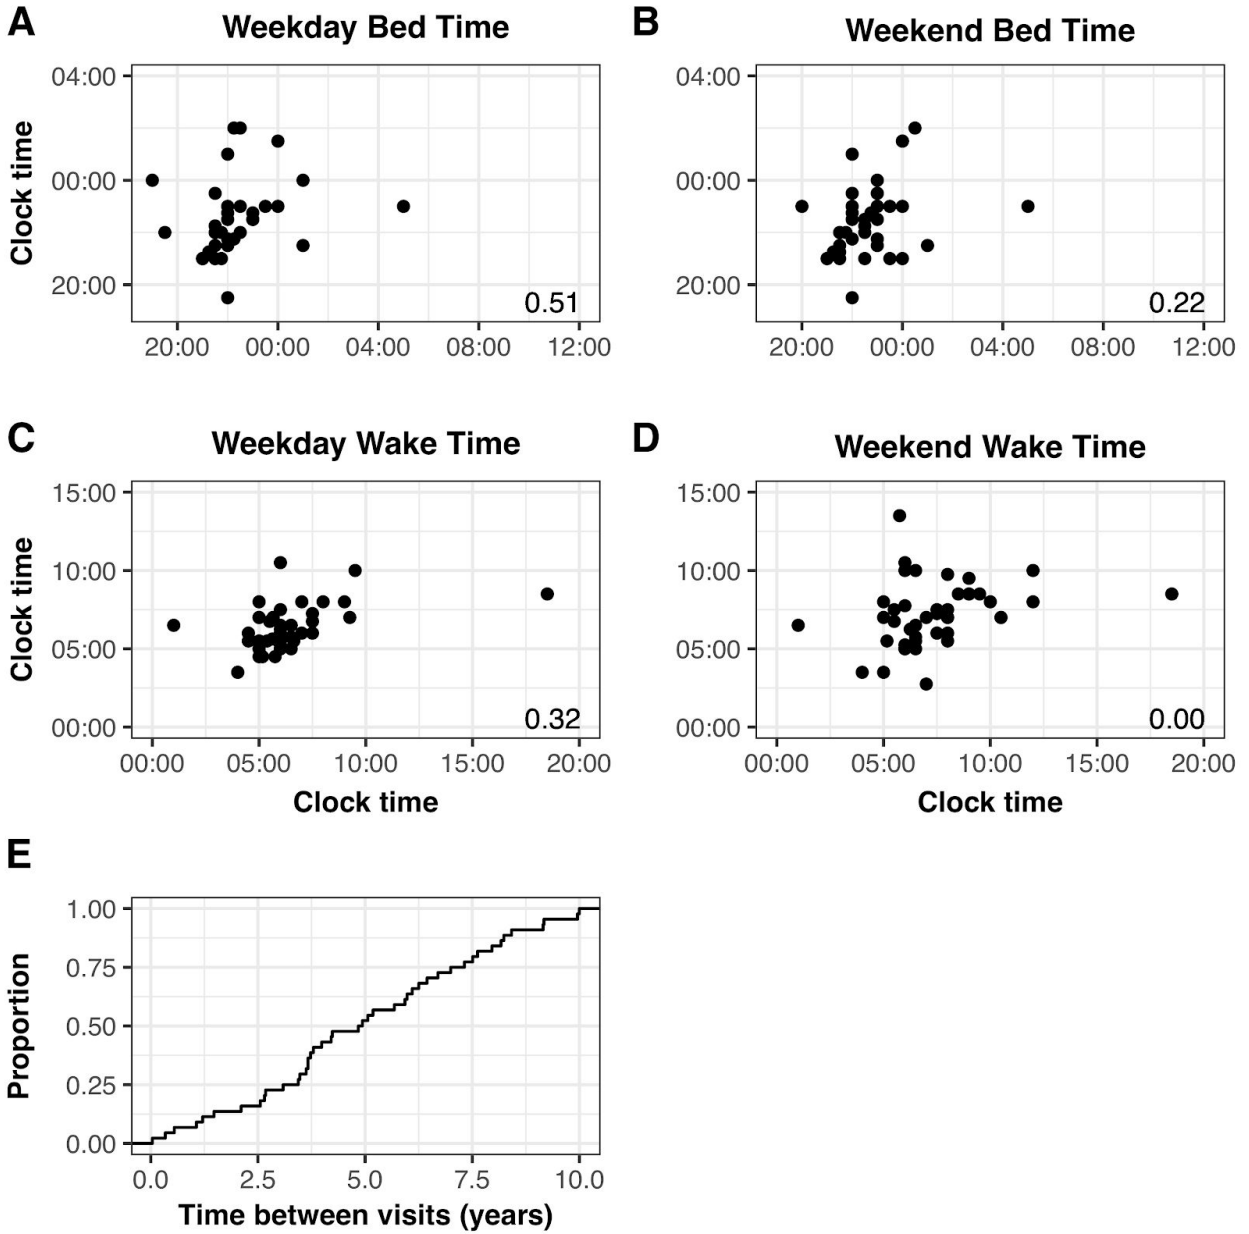 A
Weekday Bed Time
B
Weekend Bed Time
Clock time
04:00
00:00
20:00
0.51
20:00 00:00 04:00 08:00 12:00
04:00
00:00
20:00
0.22
20:00 00:00 04:00 08:00 12:00
C
Weekday Wake Time
D
Weekend Wake Time
Clock time
15:00
10:00
05:00
00:00
0.32
00:00 05:00 10:00 15:00 20:00
Clock time
15:00
10:00
05:00
00:00
0.00
00:00 05:00 10:00 15:00 20:00
Clock time
E
Proportion
1.00
0.75
0.50
0.25
0.00
0.0 2.5 5.0 7.5 10.0
Time between visits (years)